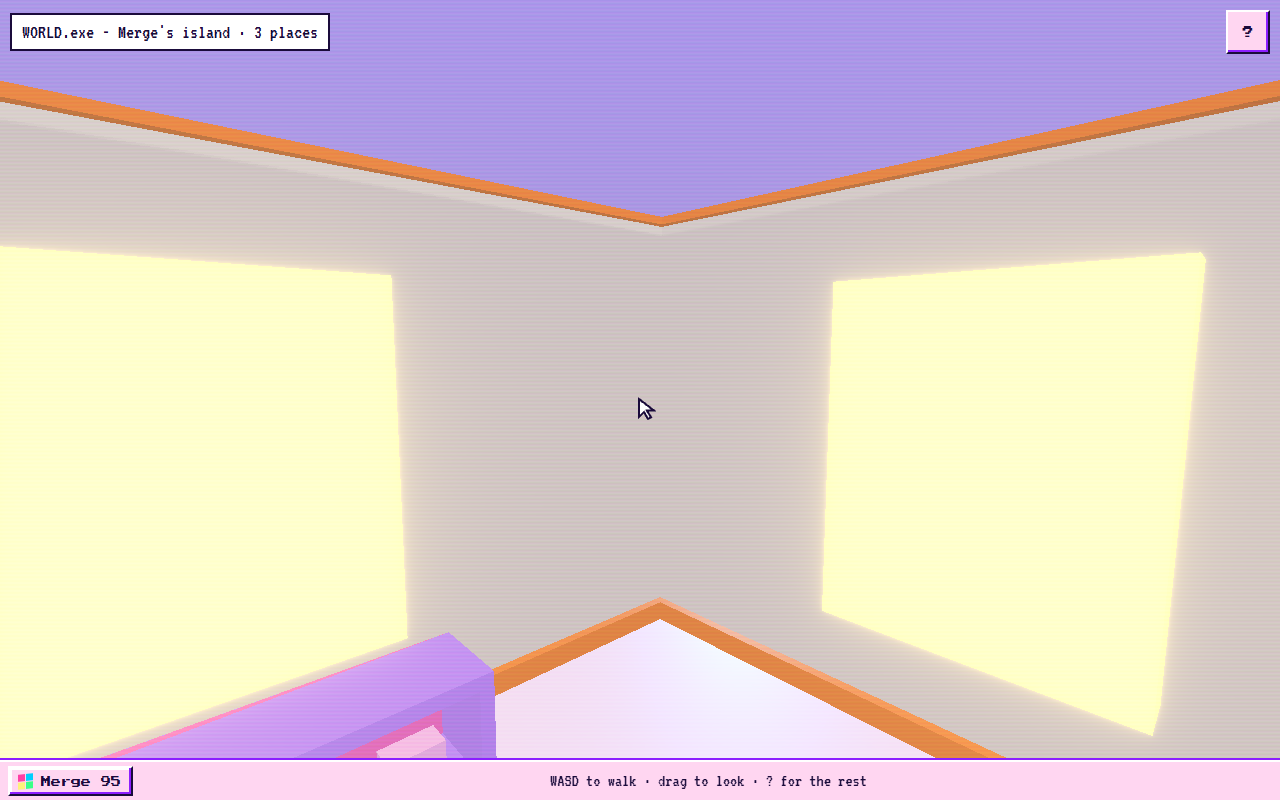 WORLD.exe - Merge's island · 3 places
?
Merge 95
WASD to walk · drag to look · ? for the rest